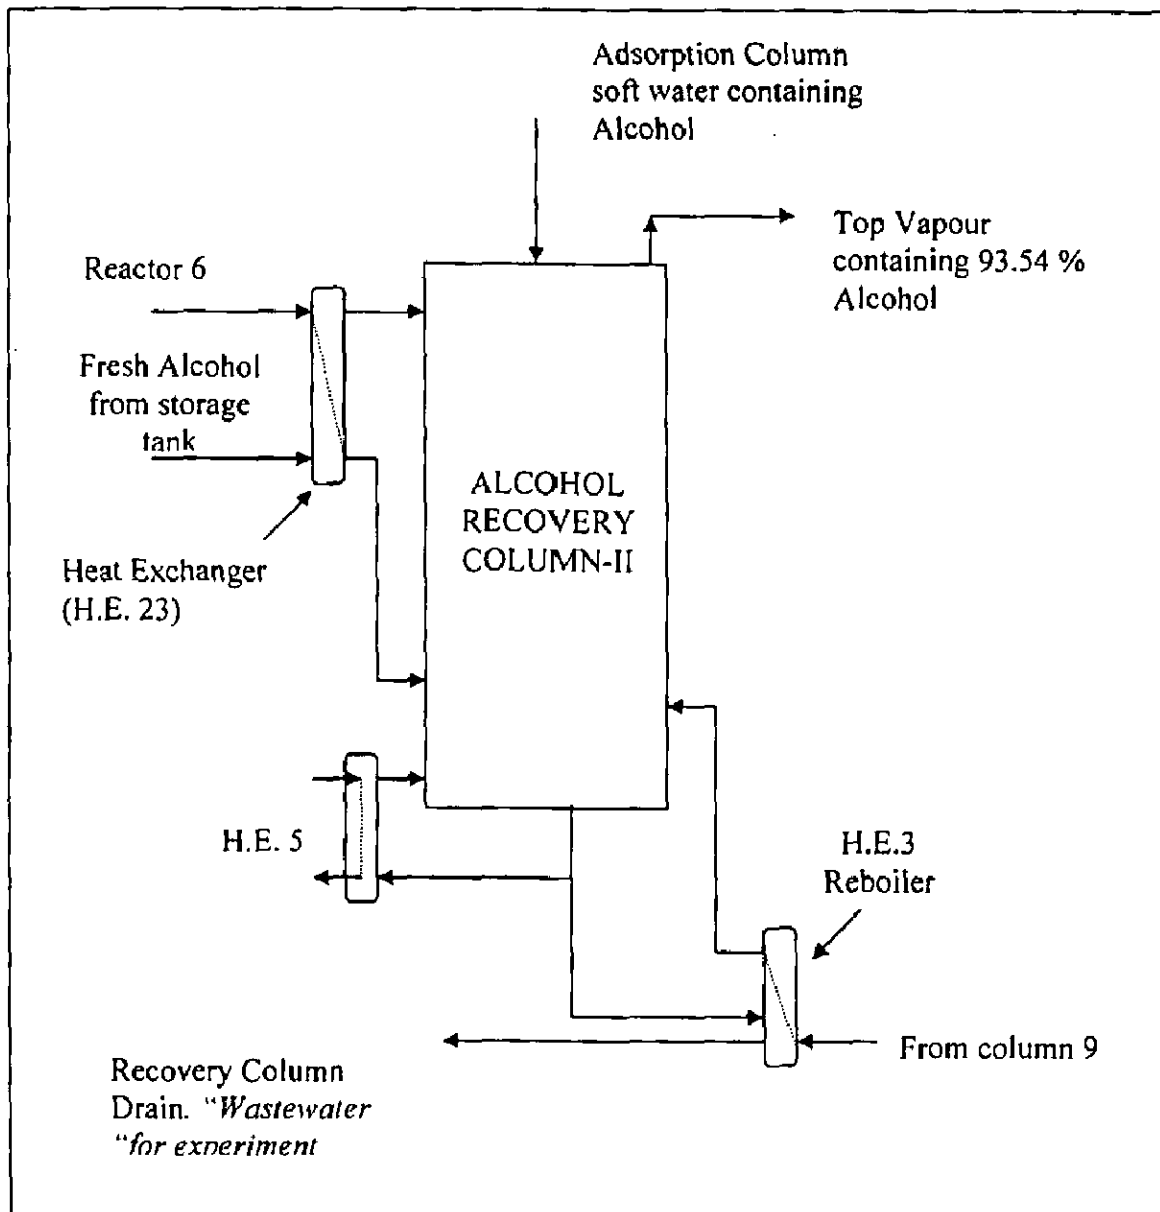 Adsorption Column
soft water containing
Alcohol
Top Vapour
containing 93.54 %
Alcohol
Reactor 6
Fresh Alcohol
from storage
tank
Heat Exchanger
(H.E. 23)
ALCOHOL
RECOVERY
COLUMN-II
H.E. 5
H.E.3
Reboiler
From column 9
Recovery Column
Drain. “Wastewater
“for experiment